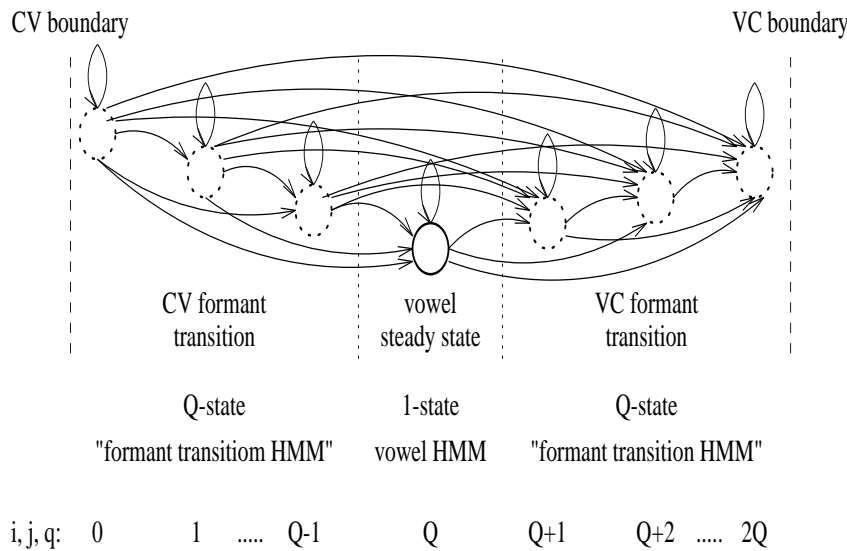 CV boundary VC boundary
CV formant vowel VC formant
transition steady state transition
Q-state 1-state Q-state
"formant transitiom HMM" vowel HMM "formant transition HMM"
i, j, q: 0 1 ..... Q-1 Q Q+1 Q+2 ..... 2Q